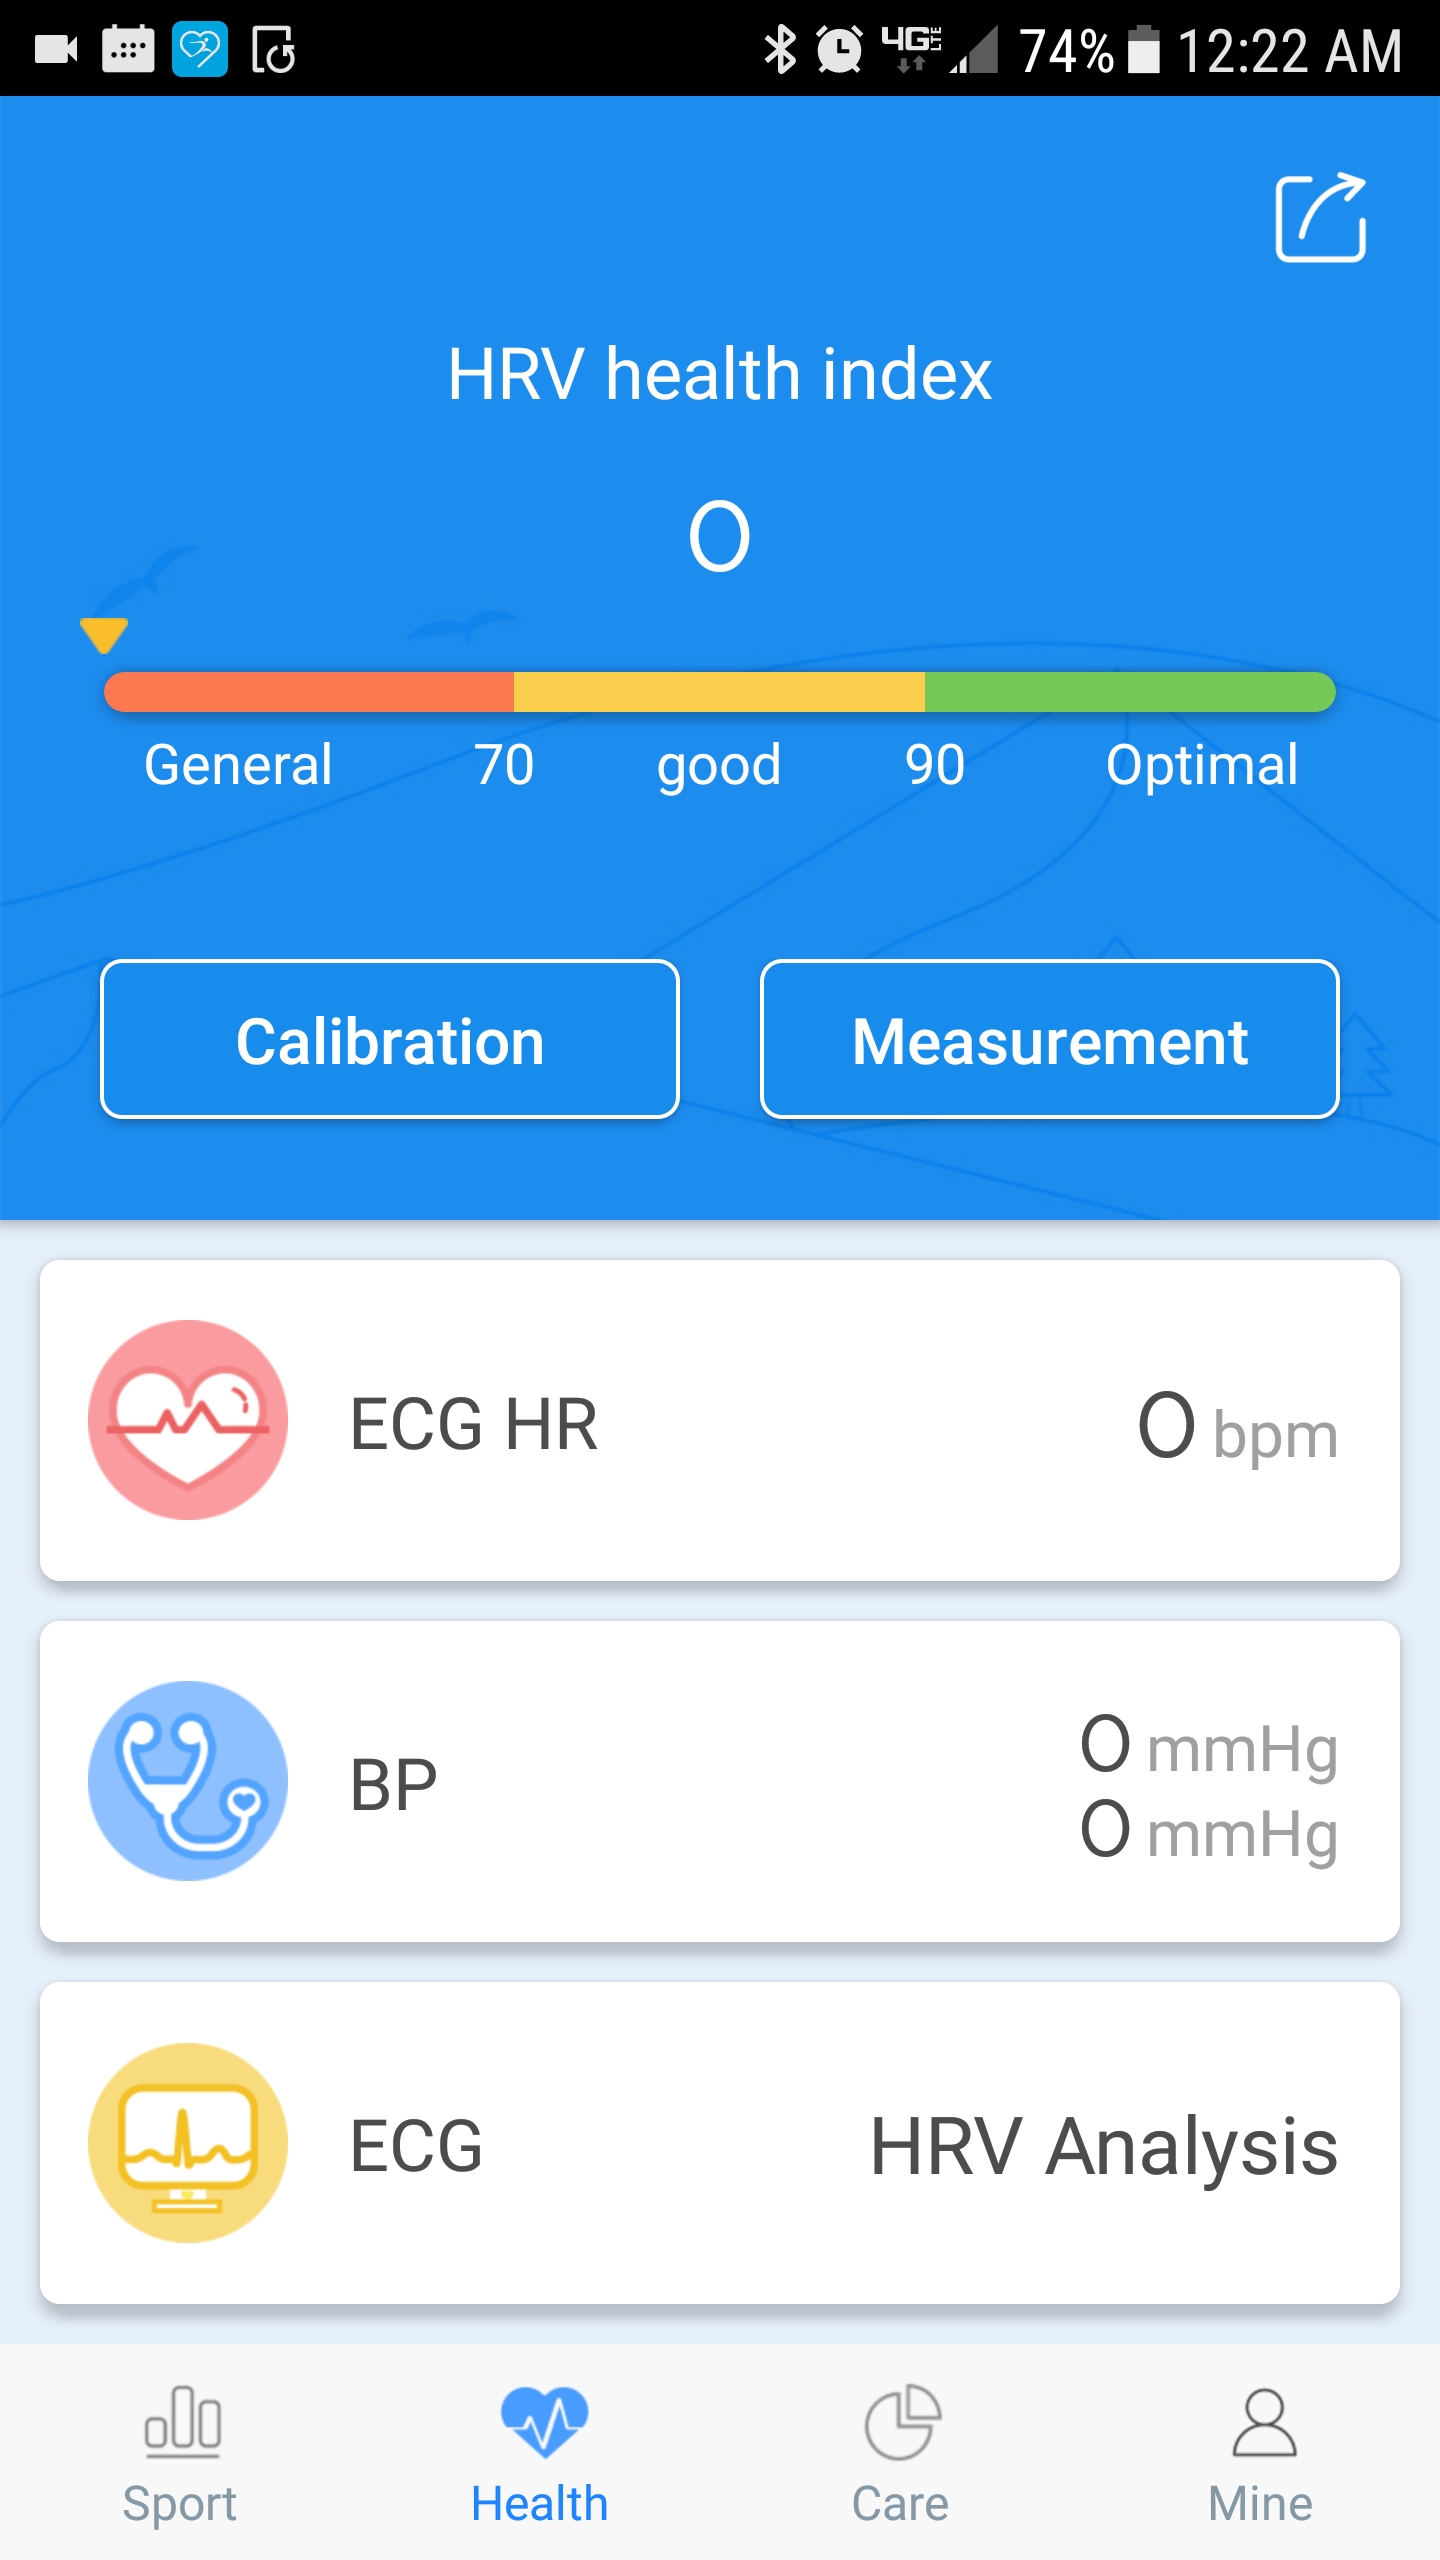 4G LTE 74% 12:22 AM
HRV health index
0
General 70 good 90 Optimal
Calibration Measurement
ECG HR 0 bpm
BP 0 mmHg
0 mmHg
ECG HRV Analysis
Sport Health Care Mine